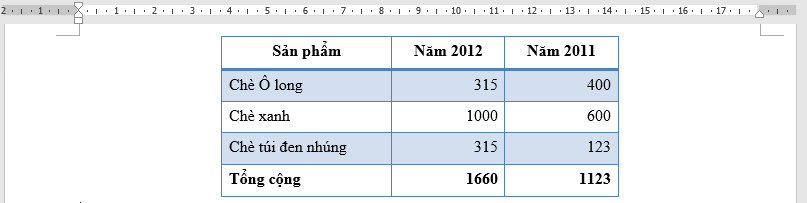 2 1 1 2 3 4 5 6 7 8 9 10 11 12 13 14 15 16 17
Sản phẩm Năm 2012 Năm 2011
Chè Ô long 315 400
Chè xanh 1000 600
Chè túi đen nhúng 315 123
Tổng cộng 1660 1123